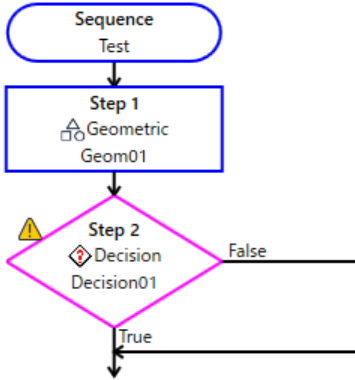 Sequence
Test
Step 1
Geometric
Geom01
Step 2
Decision
Decision01
False
True